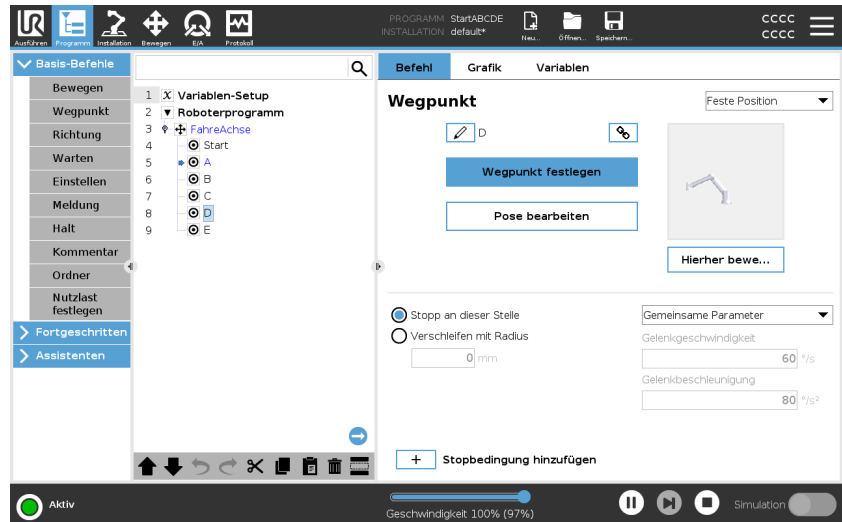 UR
Ausführen
Programm
Installation
Bewegen
E/A
Protokoll
PROGRAMM StartABCDE
INSTALLATION default*
Neu...
Öffnen...
Speichern...
CCCC
CCCC
Basis-Befehle
Bewegen
Wegpunkt
Richtung
Warten
Einstellen
Meldung
Halt
Kommentar
Ordner
Nutzlast
festlegen
Fortgeschritten
Assistenten
1 X Variablen-Setup
2 Roboterprogramm
3 FahreAchse
4 Start
5 A
6 B
7 C
8 D
9 E
Befehl Grafik Variablen
Wegpunkt
Feste Position
D
Wegpunkt festlegen
Pose bearbeiten
Hierher bewe...
Stopp an dieser Stelle
Verschleifen mit Radius
0 mm
Gemeinsame Parameter
Gelenkgeschwindigkeit
60 °/s
Gelenkbeschleunigung
80 °/s²
+ Stopbedingung hinzufügen
Aktiv
Geschwindigkeit 100% (97%)
Simulation